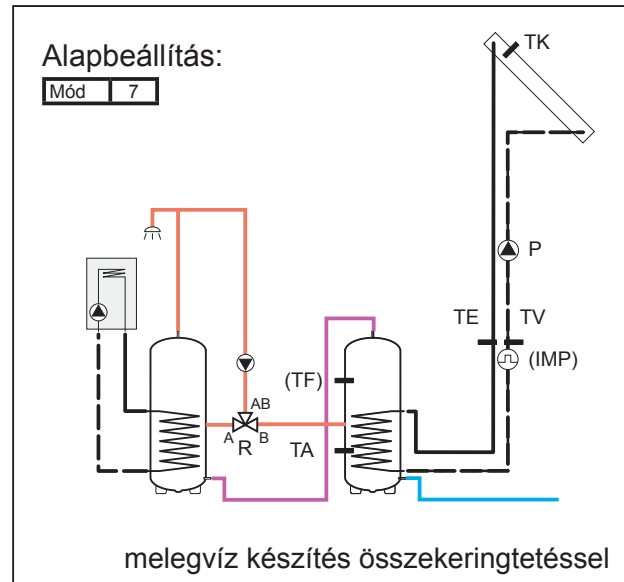 Alapbeállítás:
Mód 7
TK
P
TE TV
(TF) (IMP)
AB
A B
R TA
melegvíz készítés összekeringtetéssel